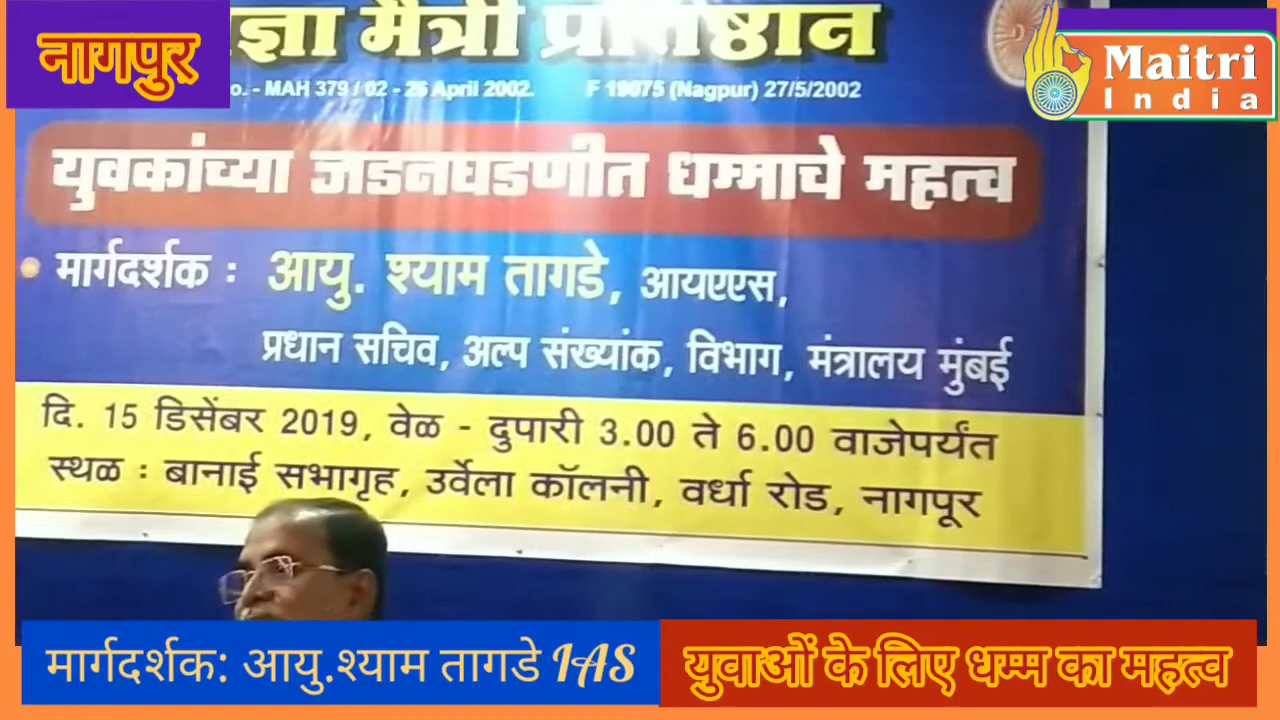 नागपुर
मैत्री प्रतिष्ठान
Maitri
India
- MAH 379 / 02 - 26 April 2002. F 19075 (Nagpur) 27/5/2002
युवकांच्या जडनघडणीत धम्माचे महत्व
मार्गदर्शक : आयु. श्याम तागडे, आयएएस,
प्रधान सचिव, अल्प संख्यांक, विभाग, मंत्रालय मुंबई
दि. 15 डिसेंबर 2019, वेळ - दुपारी 3.00 ते 6.00 वाजेपर्यंत
स्थळ : बानाई सभागृह, उर्वेला कॉलनी, वर्धा रोड, नागपूर
मार्गदर्शक: आयु.श्याम तागडे IAS
युवाओं के लिए धम्म का महत्व